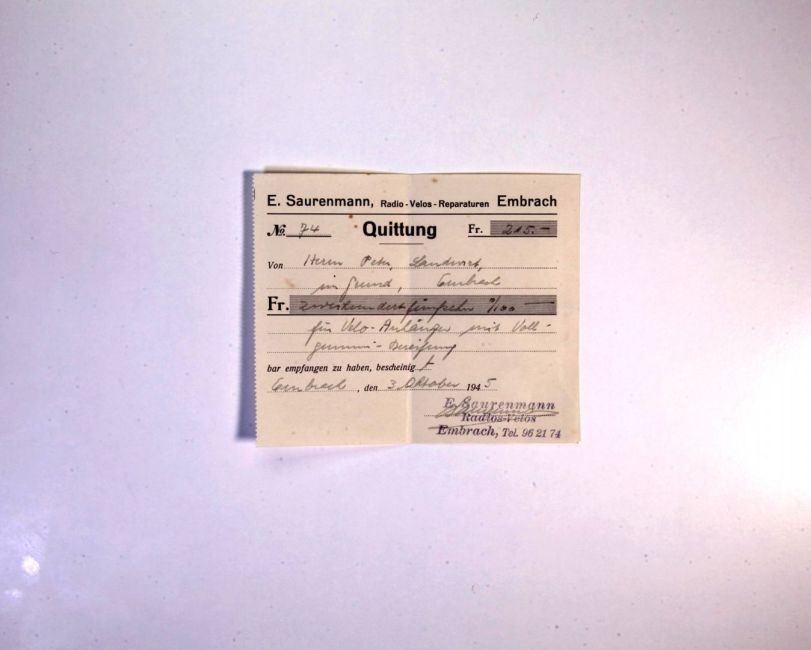 E. Saurenmann, Radio - Velos - Reparaturen Embrach
No. 74 Quittung Fr. 215.—
Von Herrn Peter, Landwirt,
im Grund, Embrach
Fr. zweihundertfünfzehn 0/100 —
für Velo-Anhänger mit Voll-
gummi-Bereifung
bar empfangen zu haben, bescheinigt
Embrach, den 3. Oktober 1945
E. Saurenmann
Radios-Velos
Embrach, Tel. 96 21 74